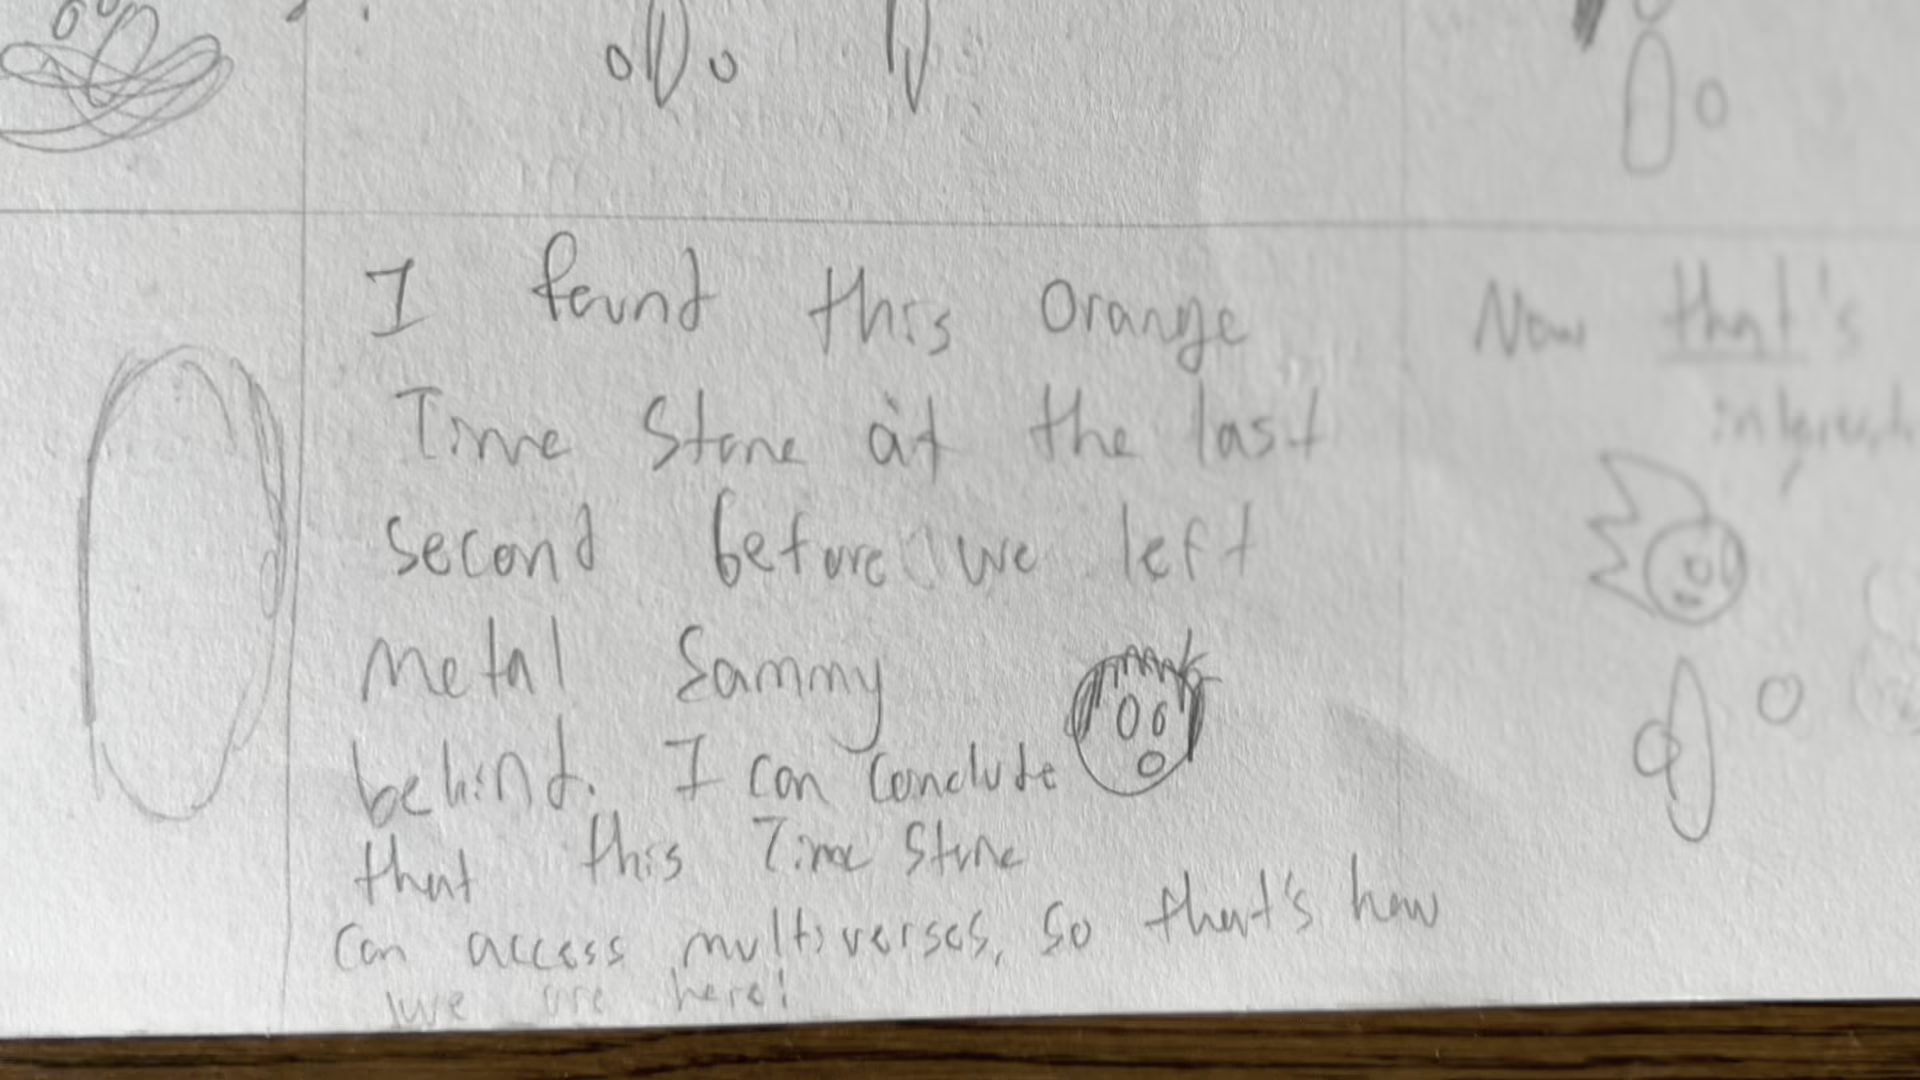 I found this Orange
Time Stone at the last
second before we left
Metal Sammy
behind. I can conclude
that this Time Stone
can access multiverses, so that's how
we are here!
Now that's